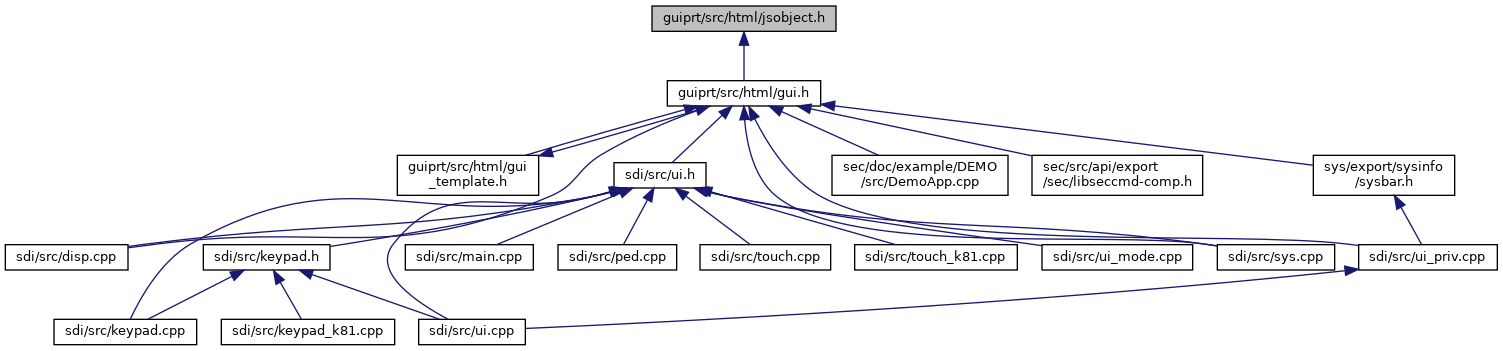 guiprt/src/html/jsobject.h
guiprt/src/html/gui.h
guiprt/src/html/gui
_template.h
sdi/src/ui.h
sec/doc/example/DEMO
/src/DemoApp.cpp
sec/src/api/export
/sec/libseccmd-comp.h
sys/export/sysinfo
/sysbar.h
sdi/src/disp.cpp
sdi/src/keypad.h
sdi/src/main.cpp
sdi/src/ped.cpp
sdi/src/touch.cpp
sdi/src/touch_k81.cpp
sdi/src/ui_mode.cpp
sdi/src/sys.cpp
sdi/src/ui_priv.cpp
sdi/src/keypad.cpp
sdi/src/keypad_k81.cpp
sdi/src/ui.cpp